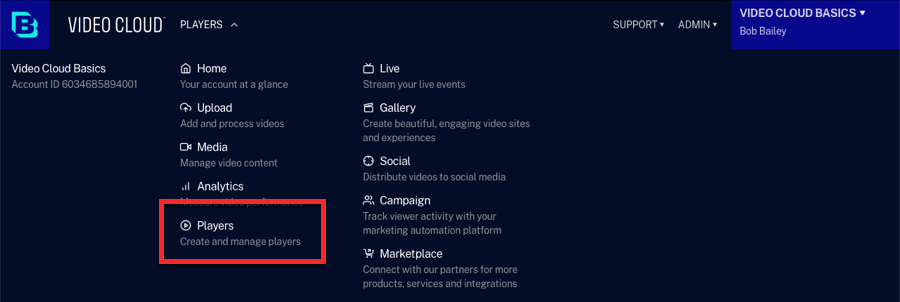 VIDEO CLOUD™
PLAYERS
SUPPORT
ADMIN
VIDEO CLOUD BASICS
Bob Bailey
Video Cloud Basics
Account ID 6034685894001
Home
Your account at a glance
Upload
Add and process videos
Media
Manage video content
Analytics
Measure video performance
Players
Create and manage players
Live
Stream your live events
Gallery
Create beautiful, engaging video sites
and experiences
Social
Distribute videos to social media
Campaign
Track viewer activity with your
marketing automation platform
Marketplace
Connect with our partners for more
products, services and integrations